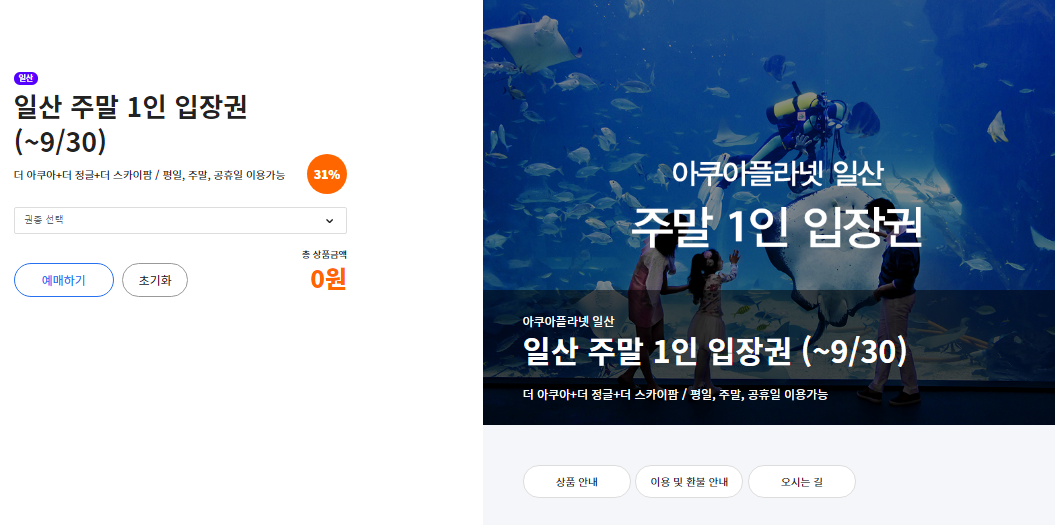 일산
일산 주말 1인 입장권
(~9/30)
더 아쿠아+더 정글+더 스카이팜 / 평일, 주말, 공휴일 이용가능
31%
권종 선택
총 상품금액
0원
예매하기
초기화
아쿠아플라넷 일산
주말 1인 입장권
아쿠아플라넷 일산
일산 주말 1인 입장권 (~9/30)
더 아쿠아+더 정글+더 스카이팜 / 평일, 주말, 공휴일 이용가능
상품 안내
이용 및 환불 안내
오시는 길